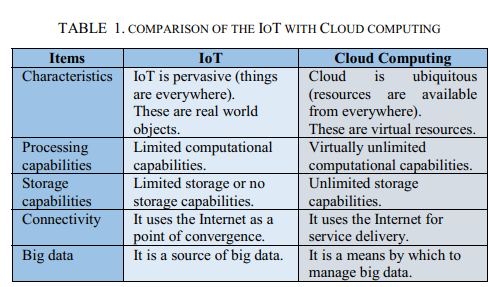 TABLE 1. COMPARISON OF THE IOT WITH CLOUD COMPUTING
Items IoT Cloud Computing
Characteristics IoT is pervasive (things Cloud is ubiquitous
are everywhere). (resources are available
These are real world from everywhere).
objects. These are virtual resources.
Processing Limited computational Virtually unlimited
capabilities capabilities. computational capabilities.
Storage Limited storage or no Unlimited storage
capabilities storage capabilities. capabilities.
Connectivity It uses the Internet as a It uses the Internet for
point of convergence. service delivery.
Big data It is a source of big data. It is a means by which to
manage big data.